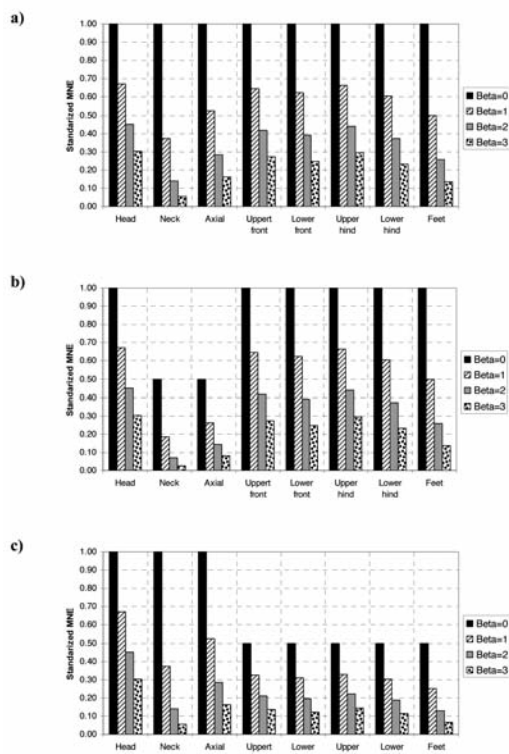 a)
Standarized MNE
1.00
0.90
0.80
0.70
0.60
0.50
0.40
0.30
0.20
0.10
0.00
Head Neck Axial Uppert front Lower front Upper hind Lower hind Feet
Beta=0
Beta=1
Beta=2
Beta=3
b)
Standarized MNE
1.00
0.90
0.80
0.70
0.60
0.50
0.40
0.30
0.20
0.10
0.00
Head Neck Axial Uppert front Lower front Upper hind Lower hind Feet
Beta=0
Beta=1
Beta=2
Beta=3
c)
Standarized MNE
1.00
0.90
0.80
0.70
0.60
0.50
0.40
0.30
0.20
0.10
0.00
Head Neck Axial Uppert Lower Upper Lower Feet
Beta=0
Beta=1
Beta=2
Beta=3